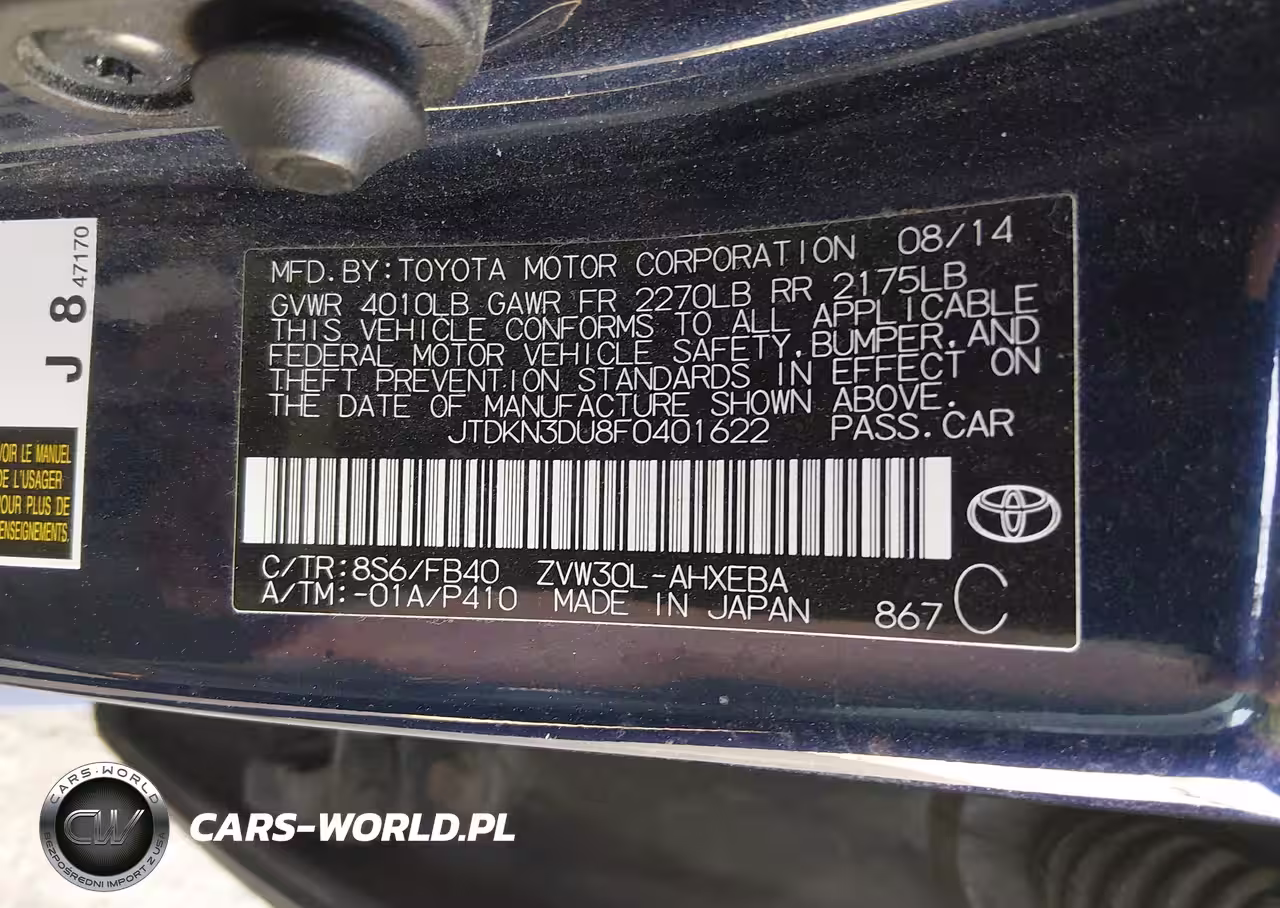 MFD.BY:TOYOTA MOTOR CORPORATION 08/14
GVWR 4010LB GAWR FR 2270LB RR 2175LB
THIS VEHICLE CONFORMS TO ALL APPLICABLE
FEDERAL MOTOR VEHICLE SAFETY,BUMPER,AND
THEFT PREVENTION STANDARDS IN EFFECT ON
THE DATE OF MANUFACTURE SHOWN ABOVE.
JTDKN3DU8F0401622 PASS.CAR
C/TR:8S6/FB40 ZVW30L-AHXEBA
A/TM:-01A/P410 MADE IN JAPAN 867 C
J 8 47170
VOIR LE MANUEL
DE L'USAGER
POUR PLUS DE
RENSEIGNEMENTS.
CARS-WORLD
CW
BEZPOŚREDNI IMPORT Z USA
CARS-WORLD.PL